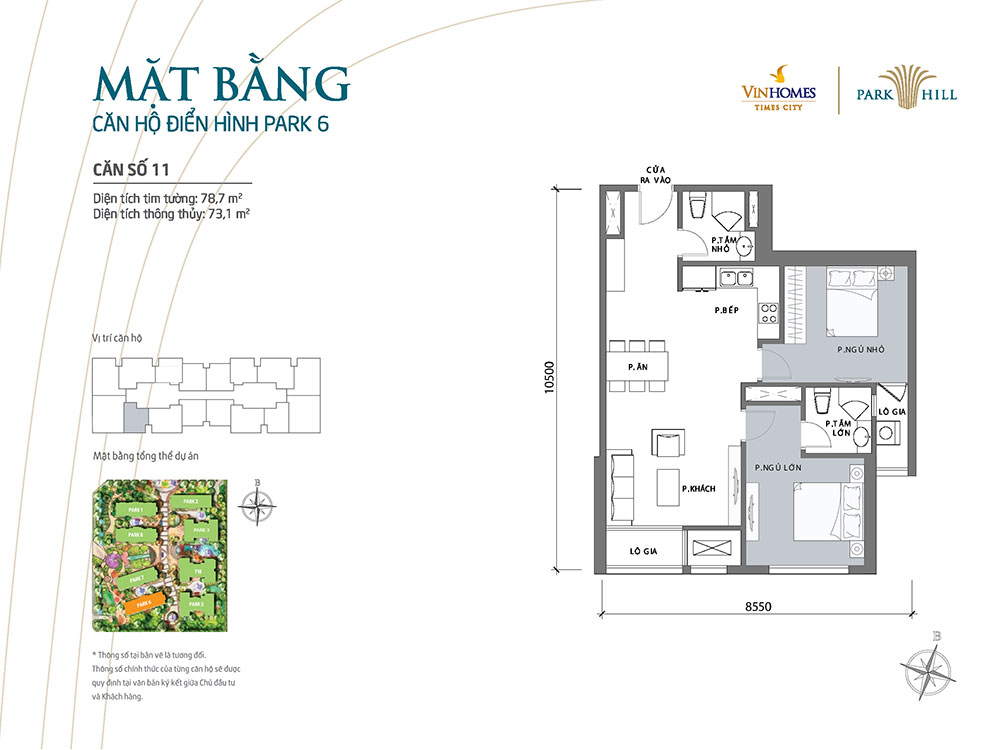 MẶT BẰNG
CĂN HỘ ĐIỂN HÌNH PARK 6
VINHOMES
TIMES CITY
PARK HILL
CĂN SỐ 11
Diện tích tim tường: 78,7 m²
Diện tích thông thủy: 73,1 m²
Vị trí căn hộ
Mặt bằng tổng thể dự án
B
PARK 1
PARK 2
PARK 8
PARK 3
PARK 7
T18
PARK 6
PARK 5
* Thông số tại bản vẽ là tương đối.
Thông số chính thức của từng căn hộ sẽ được
quy định tại văn bản ký kết giữa Chủ đầu tư
và Khách hàng.
CỬA
RA VÀO
P.TẮM
NHỎ
P.BẾP
P.NGỦ NHỎ
P.ĂN
LÔ GIA
P.TẮM
LỚN
P.NGỦ LỚN
P.KHÁCH
LÔ GIA
10500
8550
B